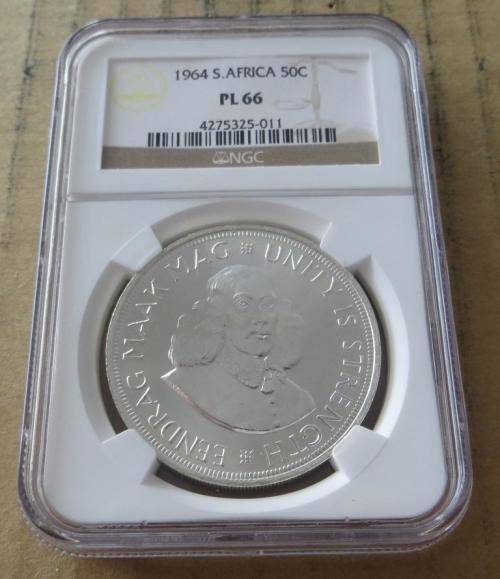 1964 S.AFRICA 50C
PL 66
4275325-011
NGC
EENDRAG MAAK MAG
UNITY IS STRENGTH